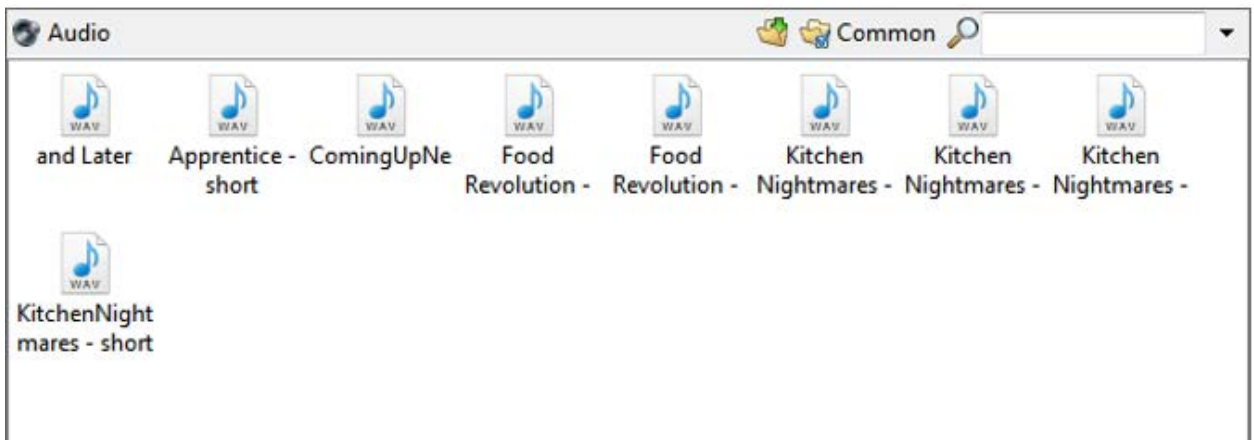 Audio Common
WAV WAV WAV WAV WAV WAV WAV WAV
and Later Apprentice - ComingUpNe Food Food Kitchen Kitchen Kitchen
short Revolution - Revolution - Nightmares - Nightmares - Nightmares -
WAV
KitchenNight
mares - short